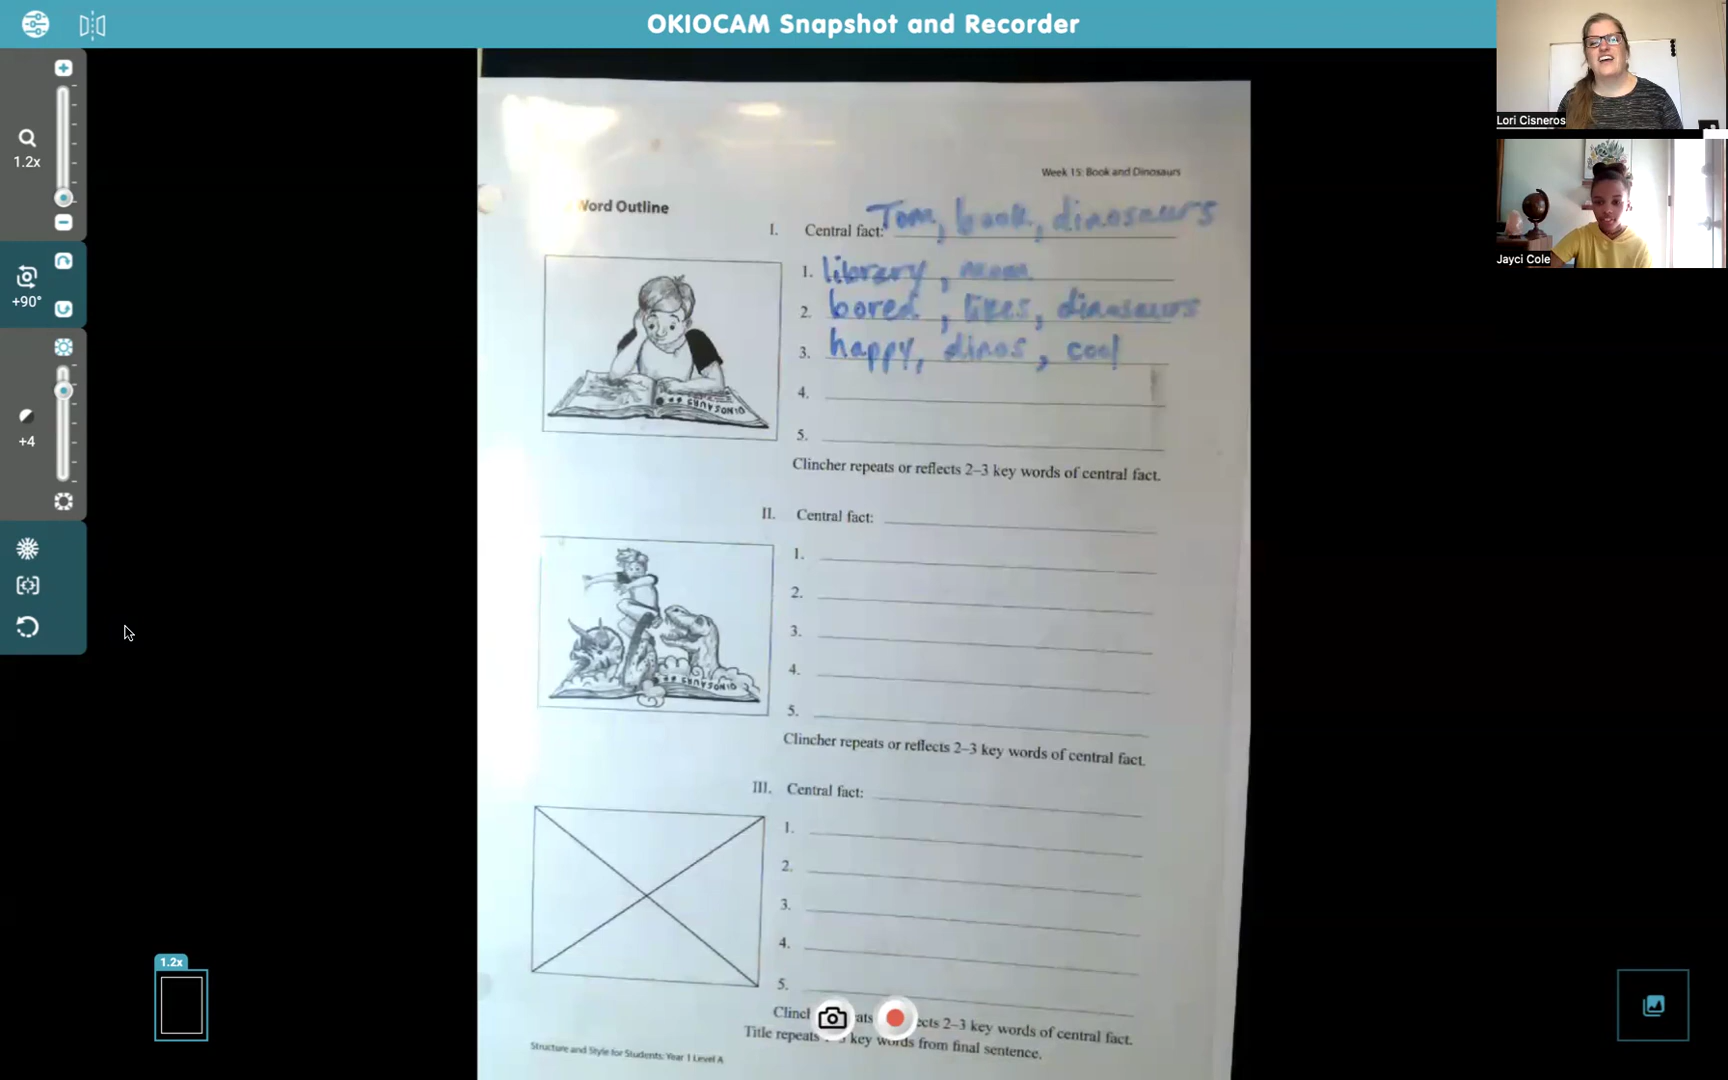 OKIOCAM Snapshot and Recorder
1.2x
+90°
+4
1.2x
Lori Cisneros
Jayci Cole
Week 15: Book and Dinosaurs
Word Outline
I. Central fact: Tom, book, dinosaurs
1. library, mom
2. bored, likes, dinosaurs
3. happy, dinos, cool
4.
5.
Clincher repeats or reflects 2–3 key words of central fact.
DINOSAURS
II. Central fact:
1.
2.
3.
4.
5.
Clincher repeats or reflects 2–3 key words of central fact.
DINOSAURS
III. Central fact:
1.
2.
3.
4.
5.
2–3 key words of central fact.
Title repeats key words from final sentence.
Structure and Style for Students: Year 1 Level A